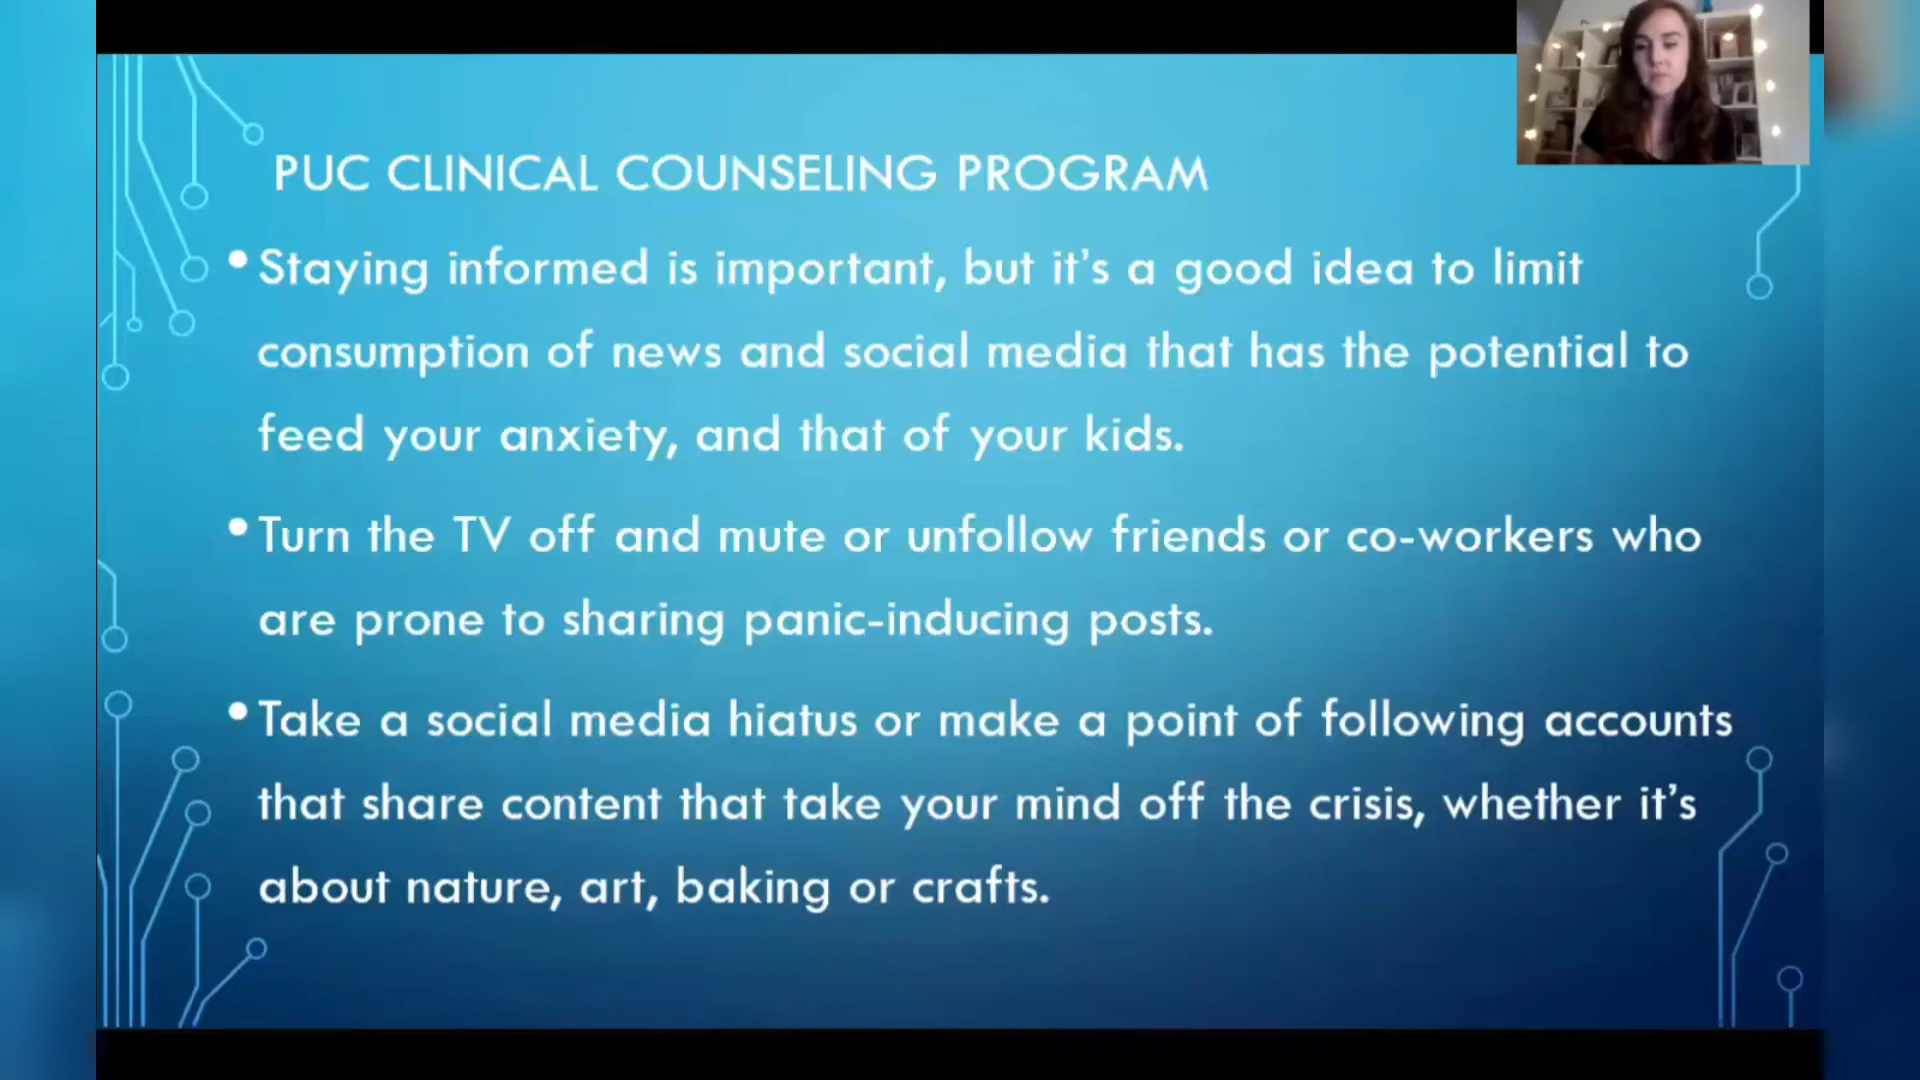 PUC CLINICAL COUNSELING PROGRAM
• Staying informed is important, but it’s a good idea to limit
consumption of news and social media that has the potential to
feed your anxiety, and that of your kids.
• Turn the TV off and mute or unfollow friends or co-workers who
are prone to sharing panic-inducing posts.
• Take a social media hiatus or make a point of following accounts
that share content that take your mind off the crisis, whether it’s
about nature, art, baking or crafts.